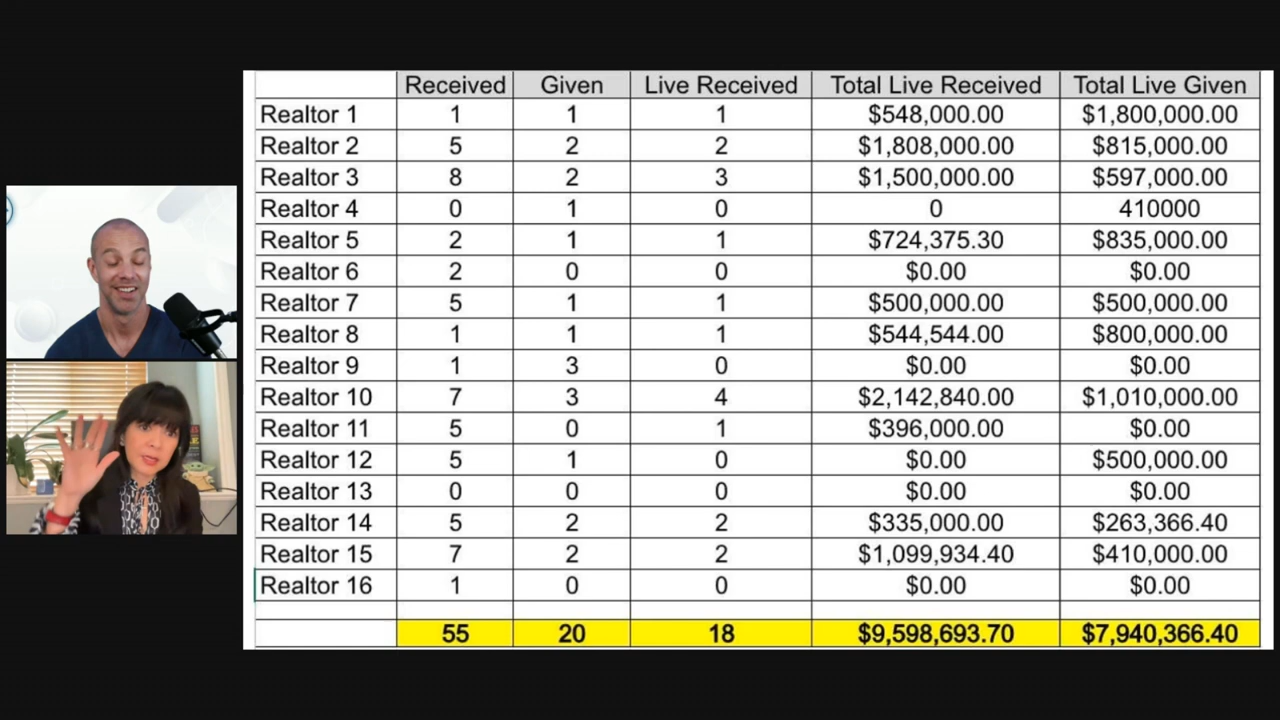 Received Given Live Received Total Live Received Total Live Given
Realtor 1 1 1 1 $548,000.00 $1,800,000.00
Realtor 2 5 2 2 $1,808,000.00 $815,000.00
Realtor 3 8 2 3 $1,500,000.00 $597,000.00
Realtor 4 0 1 0 0 410000
Realtor 5 2 1 1 $724,375.30 $835,000.00
Realtor 6 2 0 0 $0.00 $0.00
Realtor 7 5 1 1 $500,000.00 $500,000.00
Realtor 8 1 1 1 $544,544.00 $800,000.00
Realtor 9 1 3 0 $0.00 $0.00
Realtor 10 7 3 4 $2,142,840.00 $1,010,000.00
Realtor 11 5 0 1 $396,000.00 $0.00
Realtor 12 5 1 0 $0.00 $500,000.00
Realtor 13 0 0 0 $0.00 $0.00
Realtor 14 5 2 2 $335,000.00 $263,366.40
Realtor 15 7 2 2 $1,099,934.40 $410,000.00
Realtor 16 1 0 0 $0.00 $0.00
55 20 18 $9,598,693.70 $7,940,366.40